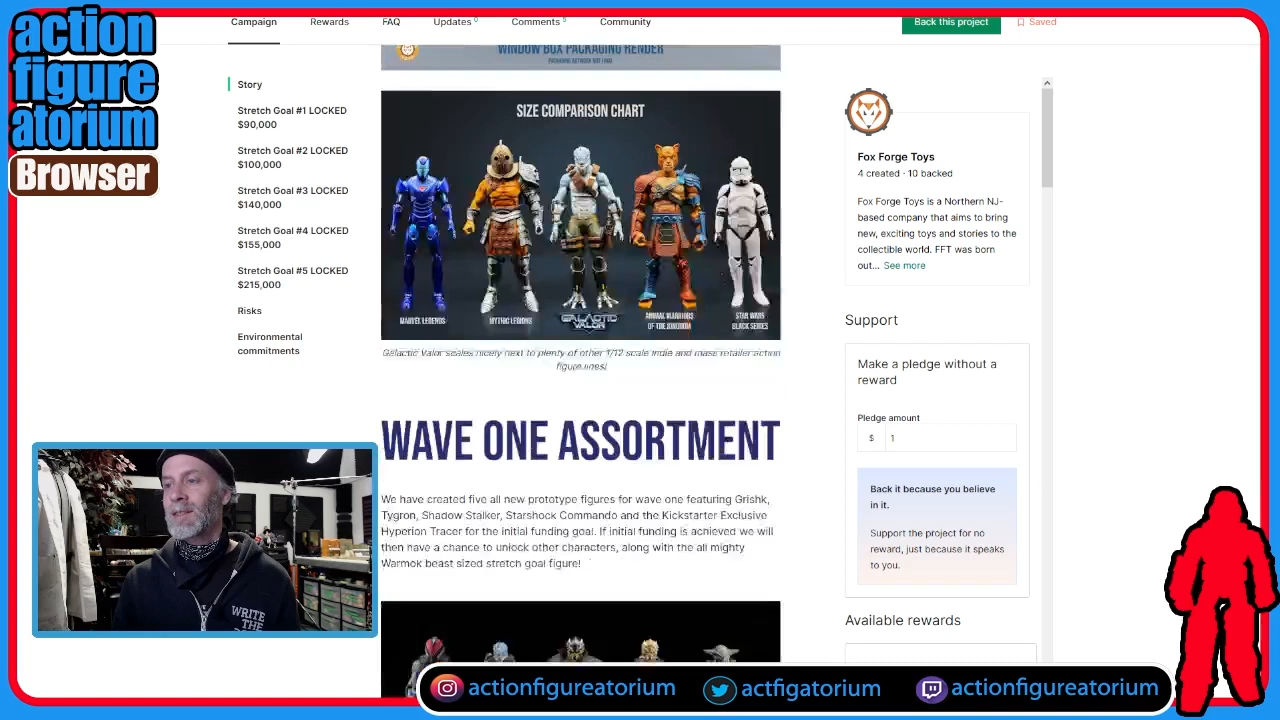 action
figure
atorium
Browser
Campaign
Rewards
FAQ
Updates 0
Comments 5
Community
Back this project
Saved
Story
Stretch Goal #1 LOCKED
$90,000
Stretch Goal #2 LOCKED
$100,000
Stretch Goal #3 LOCKED
$140,000
Stretch Goal #4 LOCKED
$155,000
Stretch Goal #5 LOCKED
$215,000
Risks
Environmental
commitments
WINDOW BOX PACKAGING RENDER
SIZE COMPARISON CHART
MARVEL LEGENDS
MYTHIC LEGIONS
GALACTIC
VALOR
ANIMAL WARRIORS
OF THE KINGDOM
STAR WARS
BLACK SERIES
Galactic Valor scales nicely next to plenty of other 1/12 scale indie and mass retailer action
figure lines!
WAVE ONE ASSORTMENT
We have created five all new prototype figures for wave one featuring Grishk,
Tygron, Shadow Stalker, Starshock Commando and the Kickstarter Exclusive
Hyperion Tracer for the initial funding goal. If initial funding is achieved we will
then have a chance to unlock other characters, along with the all mighty
Warmok beast sized stretch goal figure!
Fox Forge Toys
4 created · 10 backed
Fox Forge Toys is a Northern NJ-
based company that aims to bring
new, exciting toys and stories to the
collectible world. FFT was born
out... See more
Support
Make a pledge without a
reward
Pledge amount
$ 1
Back it because you believe
in it.
Support the project for no
reward, just because it speaks
to you.
Available rewards
WRITE
THE
actionfigureatorium
actfigatorium
actionfigureatorium